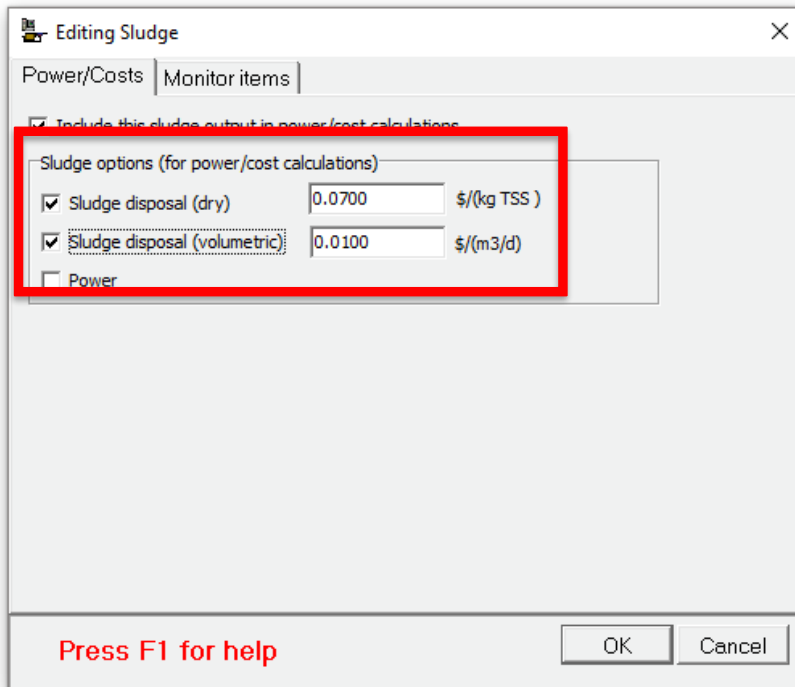 Editing Sludge
Power/Costs Monitor items
Include this sludge output in power/cost calculations
Sludge options (for power/cost calculations)
Sludge disposal (dry) 0.0700 $/(kg TSS )
Sludge disposal (volumetric) 0.0100 $/(m3/d)
Power
Press F1 for help OK Cancel